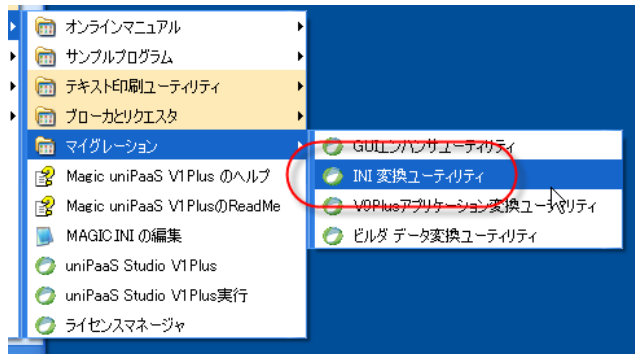 オンラインマニュアル
サンプルプログラム
テキスト印刷ユーティリティ
ブローカとリクエスタ
マイグレーション
Magic uniPaaS V1Plus のヘルプ
Magic uniPaaS V1PlusのReadMe
MAGIC.INI の編集
uniPaaS Studio V1Plus
uniPaaS Studio V1Plus実行
ライセンスマネージャ
GUIエンハンサユーティリティ
INI 変換ユーティリティ
V9Plusアプリケーション変換ユーティリティ
ビルダ データ変換ユーティリティ